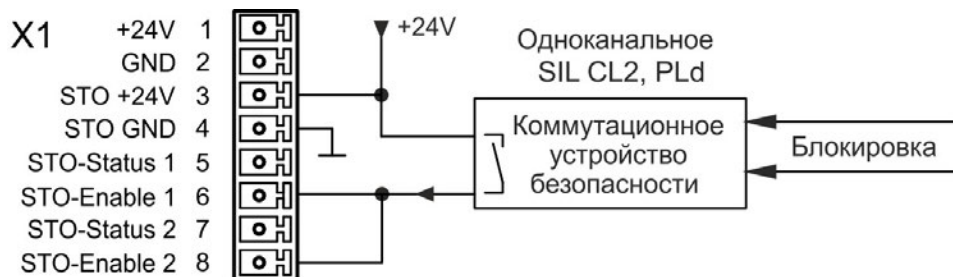 X1
+24V 1
GND 2
STO +24V 3
STO GND 4
STO-Status 1 5
STO-Enable 1 6
STO-Status 2 7
STO-Enable 2 8
+24V
Одноканальное
SIL CL2, PLd
Коммутационное
устройство
безопасности
Блокировка